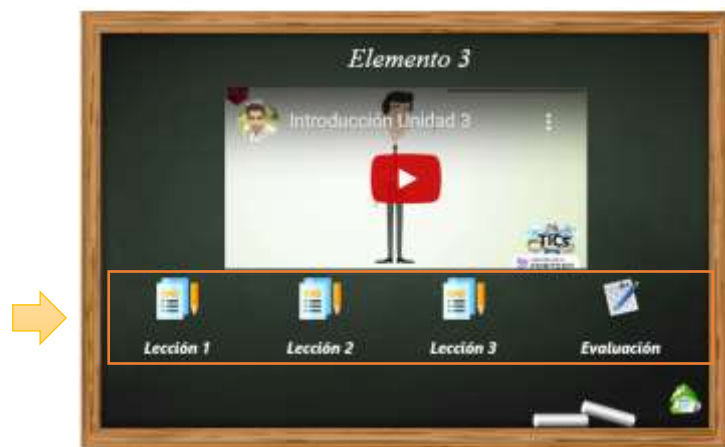 Elemento 3
Introducción Unidad 3
TICs
Lección 1
Lección 2
Lección 3
Evaluación